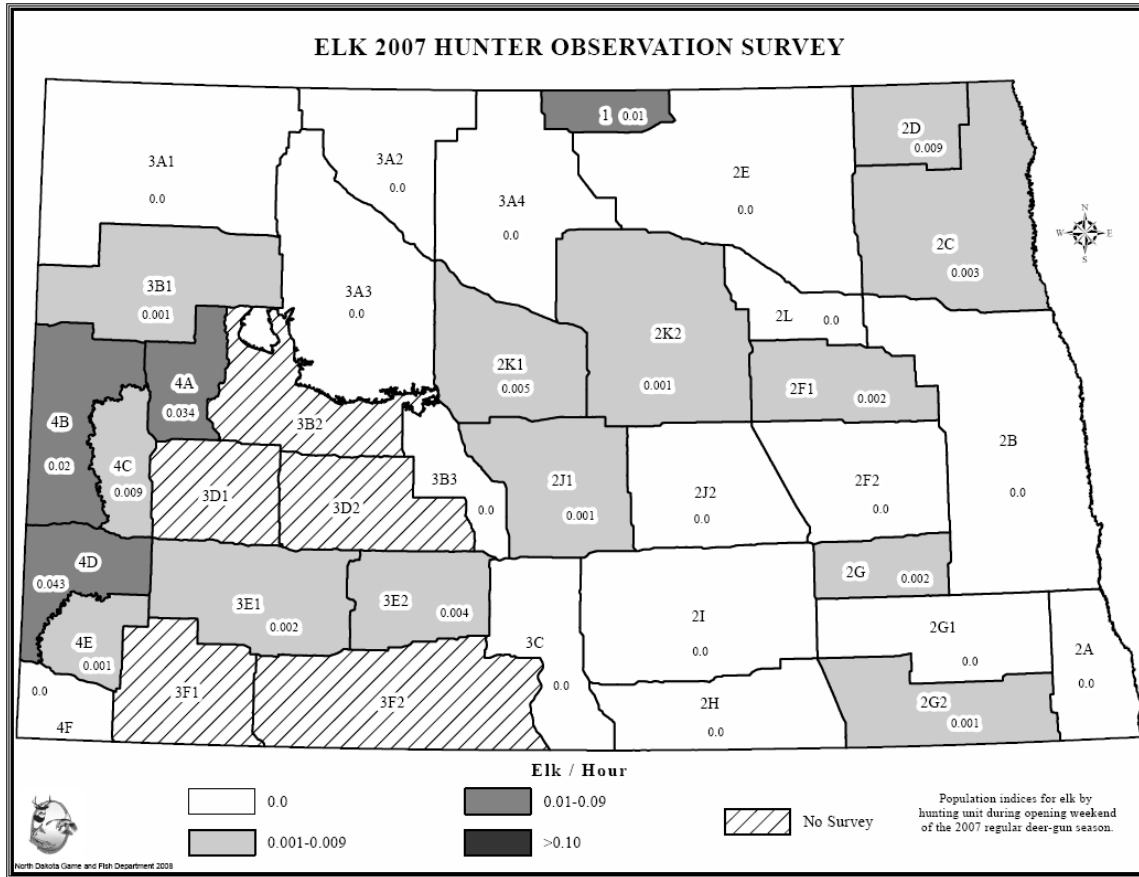 ELK 2007 HUNTER OBSERVATION SURVEY
1 0.01
2D
0.009
3A1
0.0
3A2
0.0
3A4
0.0
2E
0.0
2C
0.003
N
W E
S
3B1
0.001
3A3
0.0
2L 0.0
2K2
0.001
2K1
0.005
2F1
0.002
4A
0.034
4B
0.02
3B2
2B
0.0
4C
0.009
3D1
3D2
3B3
0.0
2J1
0.001
2J2
0.0
2F2
0.0
4D
0.043
2G 0.002
3E1
0.002
3E2
0.004
2I
0.0
2G1
0.0
2A
0.0
4E
0.001
3C
0.0
3F1
3F2
0.0
4F
2H
0.0
2G2
0.001
Elk / Hour
0.0
0.01-0.09
0.001-0.009
>0.10
No Survey
Population indices for elk by
hunting unit during opening weekend
of the 2007 regular deer-gun season.
North Dakota Game and Fish Department 2008